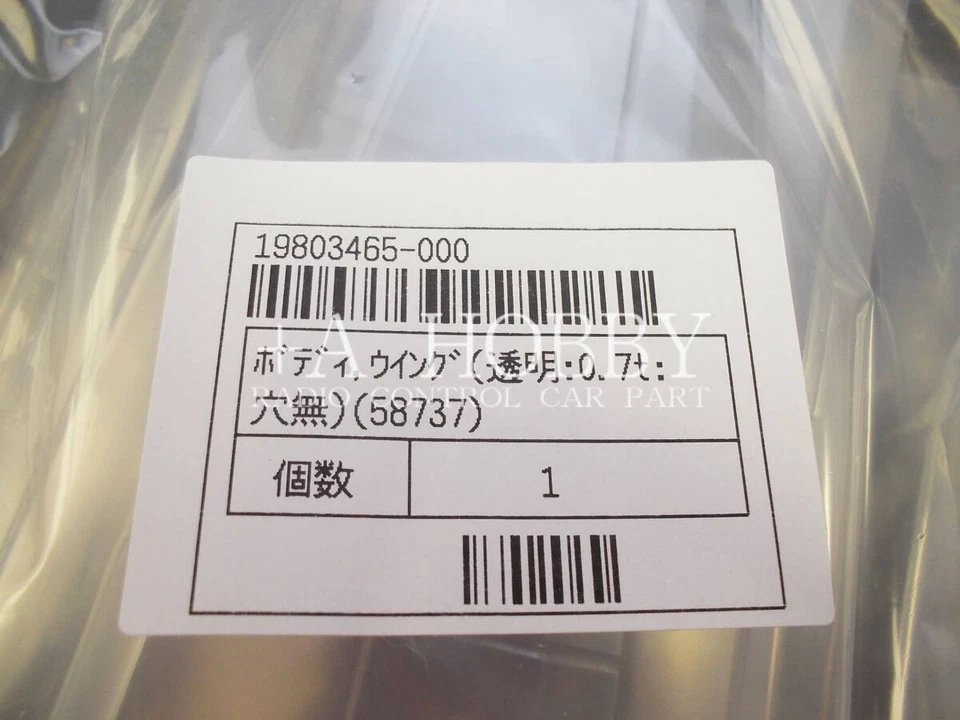 19803465-000
+A HOBBY
ﾎﾞﾃﾞｨ,ｳｲﾝｸﾞ(透明:0.7t:
RADIO CONTROL CAR PART
穴無)(58737)
個数 1